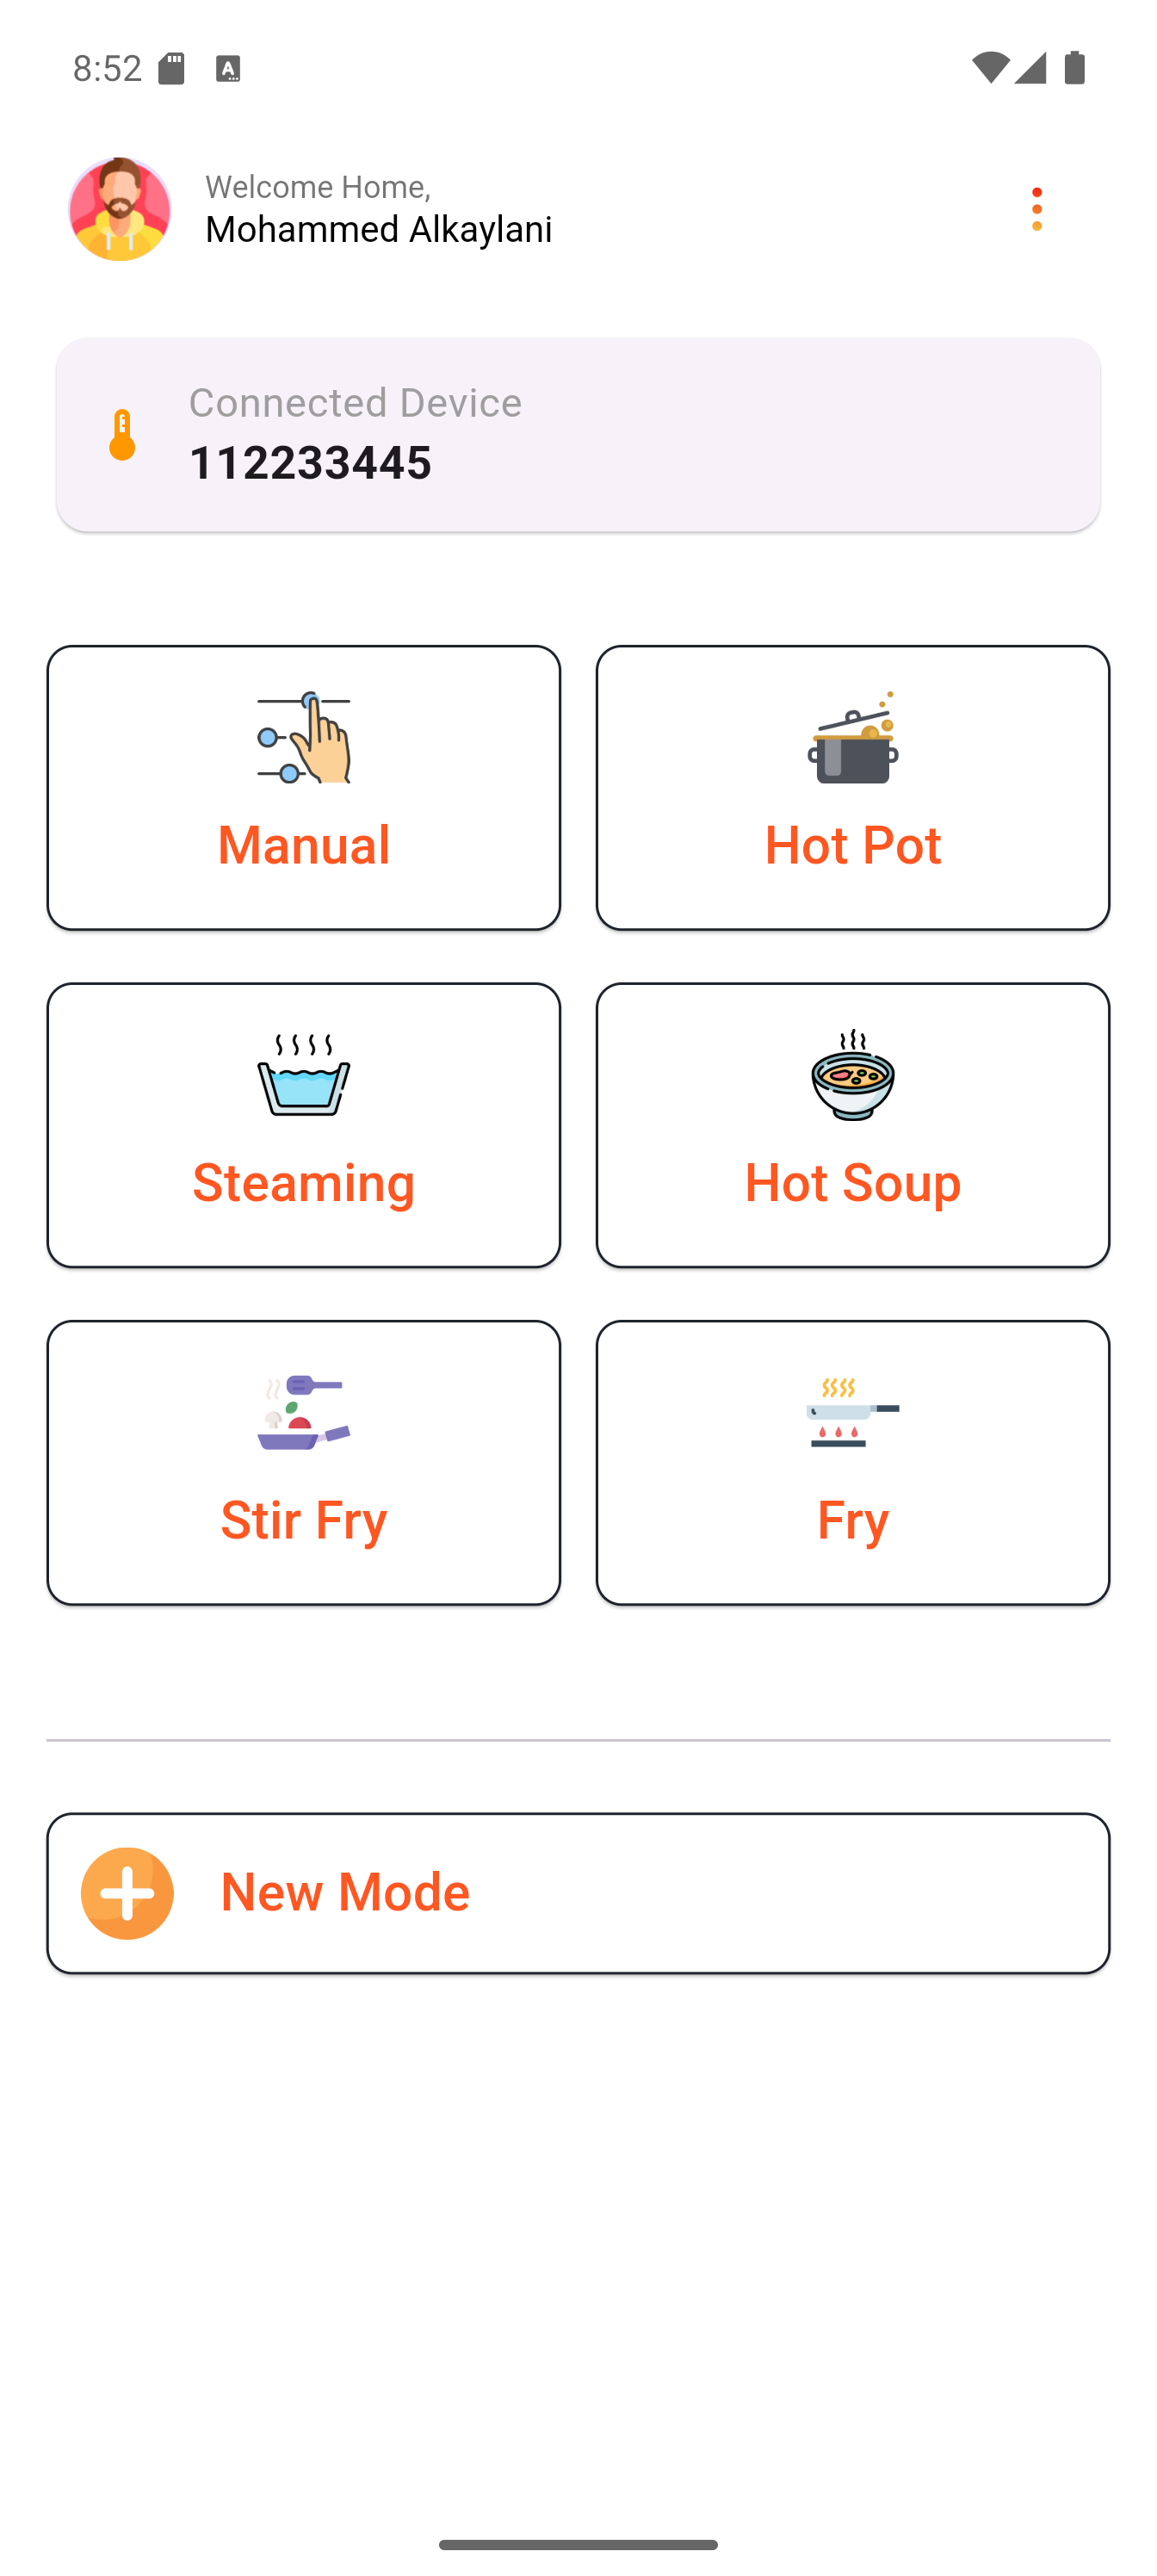 8:52
Welcome Home,
Mohammed Alkaylani
Connected Device
112233445
Manual
Hot Pot
Steaming
Hot Soup
Stir Fry
Fry
New Mode